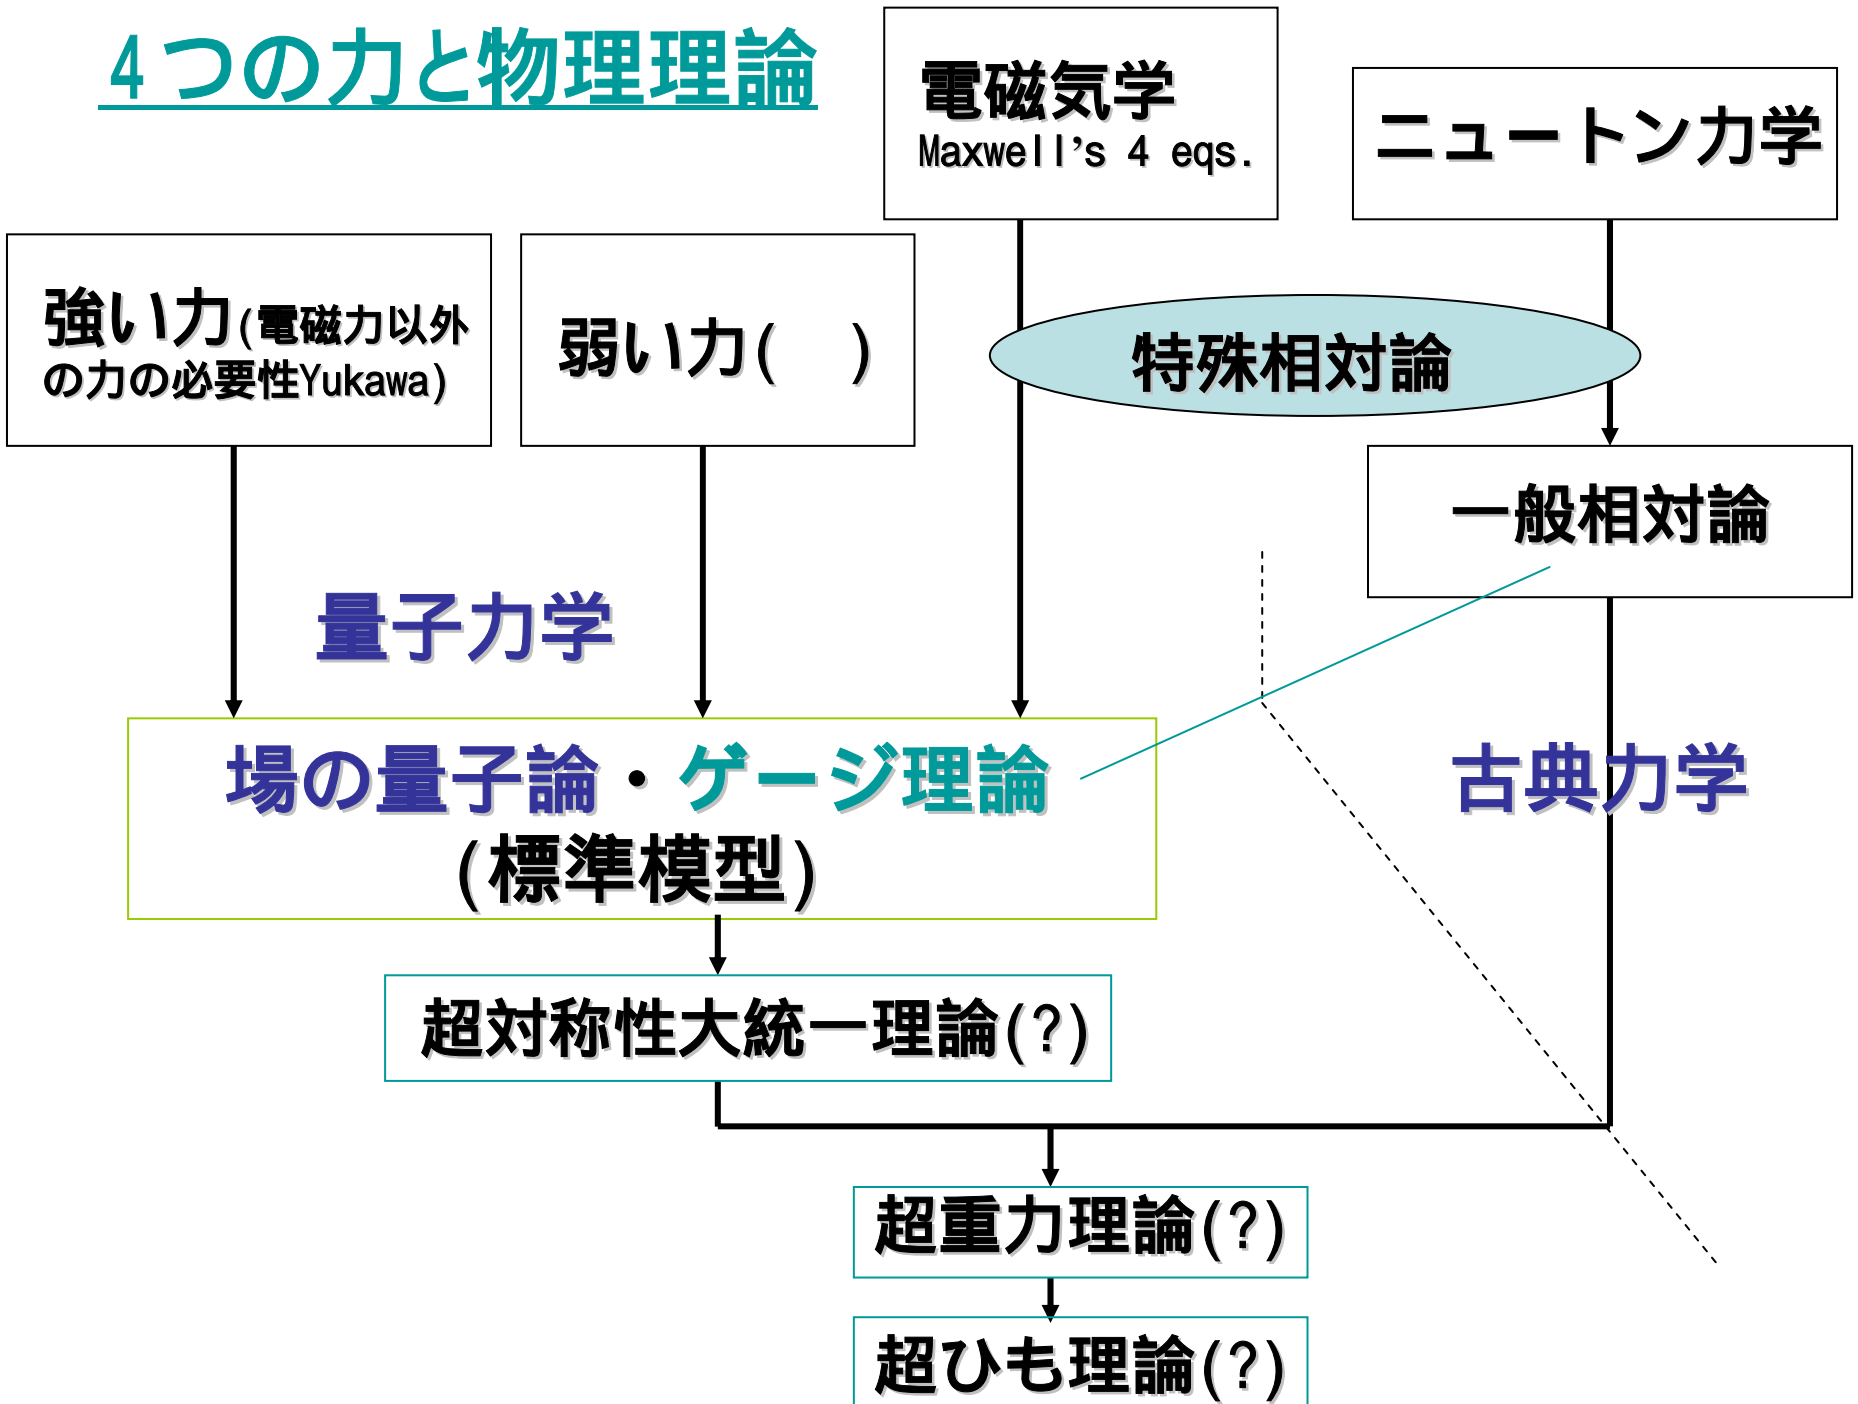 4つの力と物理理論
電磁気学
Maxwell’s 4 eqs.
ニュートン力学
強い力(電磁力以外
の力の必要性Yukawa)
弱い力(　)
特殊相対論
一般相対論
量子力学
場の量子論・ゲージ理論
(標準模型)
古典力学
超対称性大統一理論(?)
超重力理論(?)
超ひも理論(?)